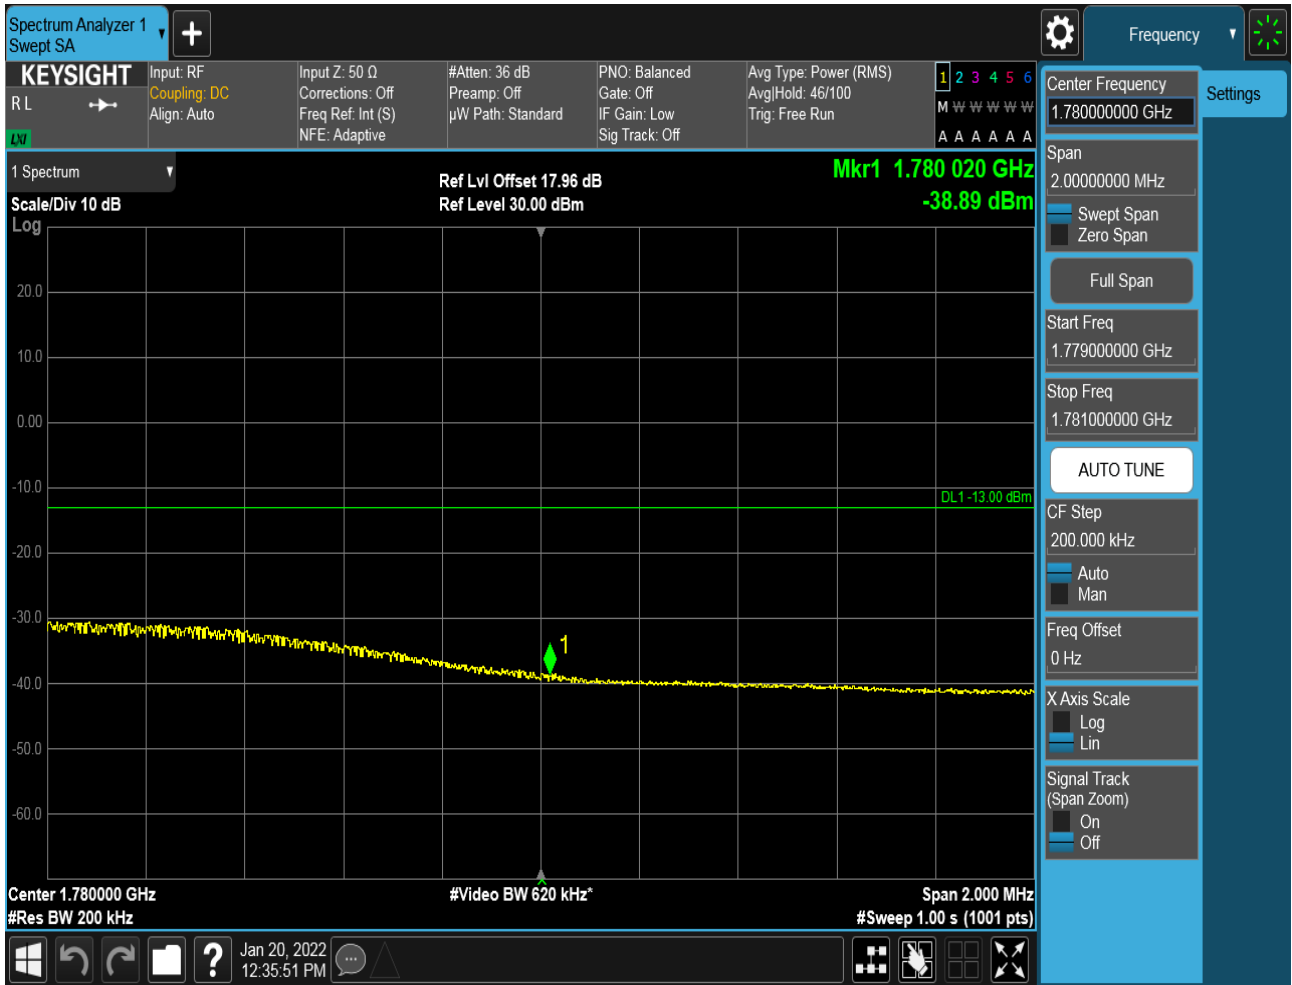 Spectrum Analyzer 1
Swept SA
+
Frequency
KEYSIGHT
R L
LXI
Input: RF
Coupling: DC
Align: Auto
Input Z: 50 Ω
Corrections: Off
Freq Ref: Int (S)
NFE: Adaptive
#Atten: 36 dB
Preamp: Off
µW Path: Standard
PNO: Balanced
Gate: Off
IF Gain: Low
Sig Track: Off
Avg Type: Power (RMS)
Avg|Hold: 46/100
Trig: Free Run
1 2 3 4 5 6
M W W W W W
A A A A A A
1 Spectrum
Scale/Div 10 dB
Log
Ref Lvl Offset 17.96 dB
Ref Level 30.00 dBm
Mkr1 1.780 020 GHz
-38.89 dBm
20.0
10.0
0.00
-10.0
DL1 -13.00 dBm
-20.0
-30.0
1
-40.0
-50.0
-60.0
Center 1.780000 GHz
#Video BW 620 kHz*
Span 2.000 MHz
#Res BW 200 kHz
#Sweep 1.00 s (1001 pts)
?
Jan 20, 2022
12:35:51 PM
Center Frequency
1.780000000 GHz
Settings
Span
2.00000000 MHz
Swept Span
Zero Span
Full Span
Start Freq
1.779000000 GHz
Stop Freq
1.781000000 GHz
AUTO TUNE
CF Step
200.000 kHz
Auto
Man
Freq Offset
0 Hz
X Axis Scale
Log
Lin
Signal Track
(Span Zoom)
On
Off